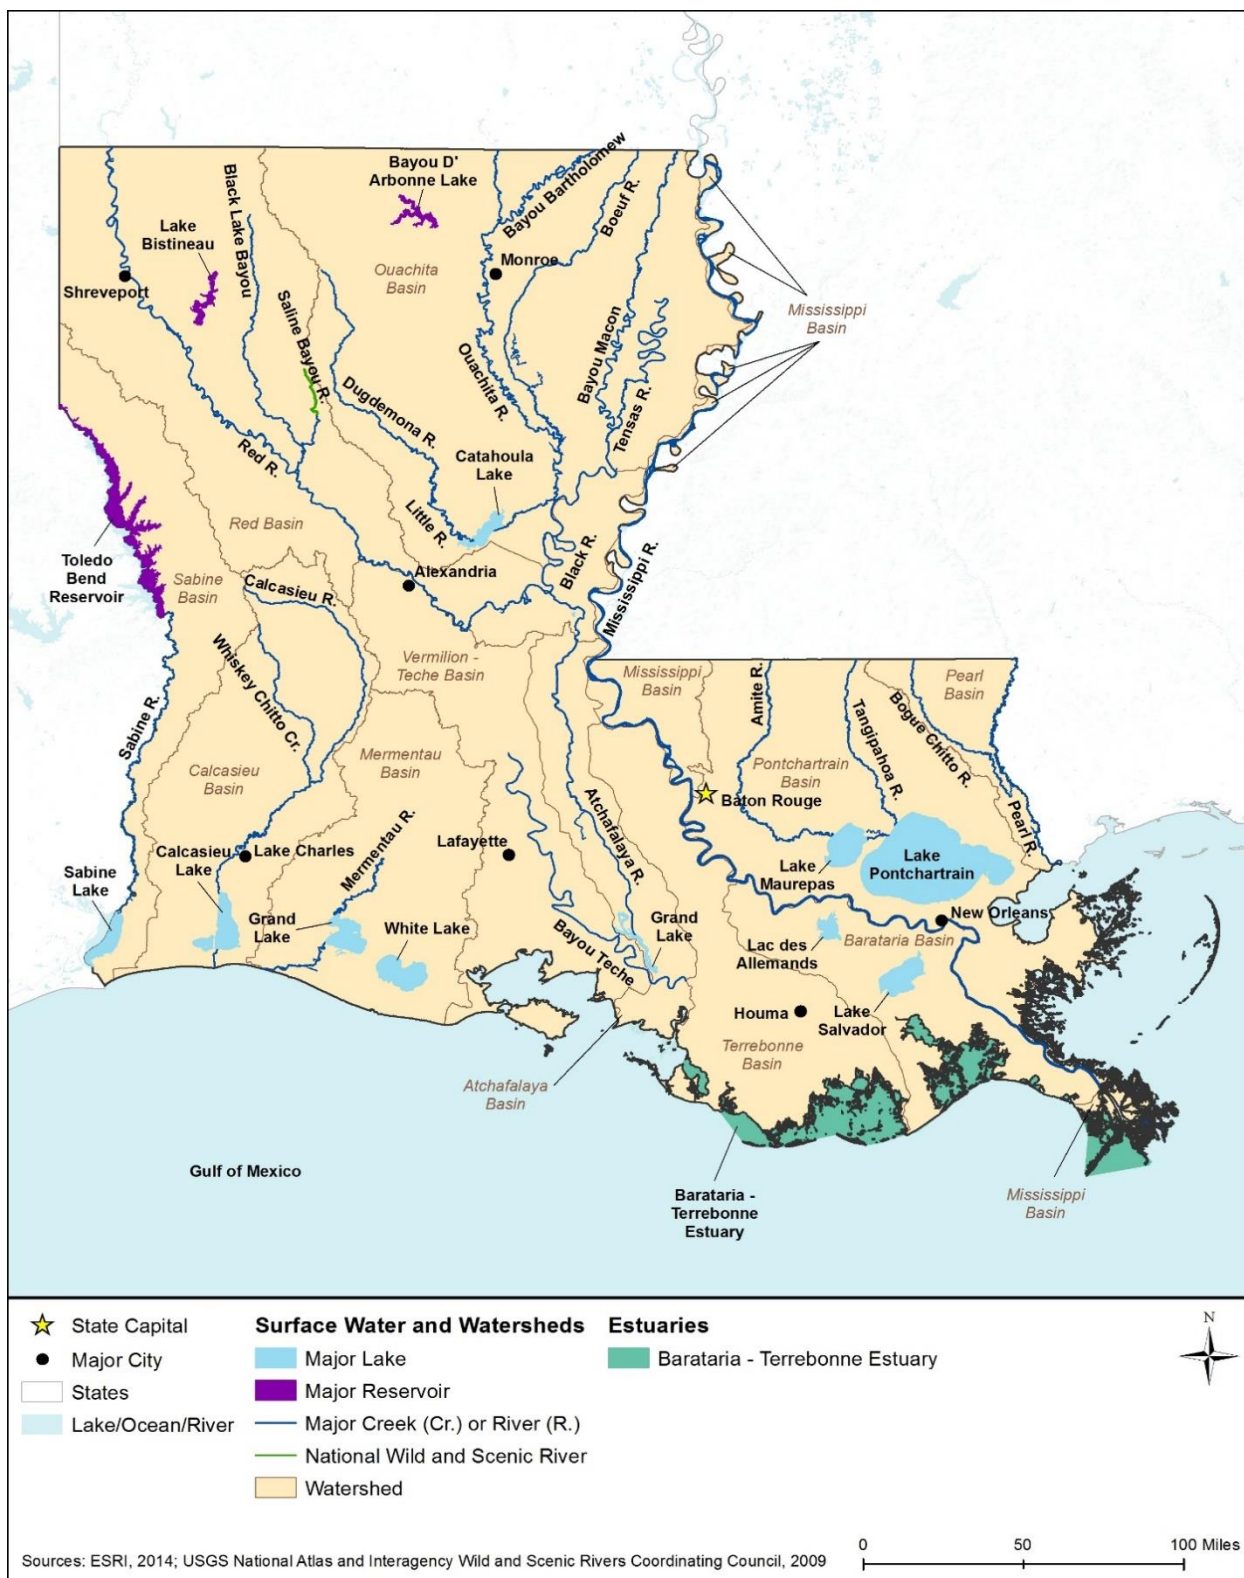 Bayou D'
Arbonne Lake
Bayou Bartholomew
Black Lake Bayou
Boeuf R.
Lake
Bistineau
Ouachita
Basin
Monroe
Shreveport
Mississippi
Basin
Saline Bayou R.
Bayou Macon
Ouachita R.
Dugdemona R.
Tensas R.
Red R.
Catahoula
Lake
Little R.
Red Basin
Black R.
Mississippi R.
Toledo
Bend
Reservoir
Sabine
Basin
Alexandria
Calcasieu R.
Whiskey Chitto Cr.
Vermilion -
Teche Basin
Mississippi
Basin
Amite R.
Pearl
Basin
Tangipahoa R.
Bogue Chitto R.
Sabine R.
Mermentau
Basin
Calcasieu
Basin
Pontchartrain
Basin
Baton Rouge
Atchafalaya R.
Pearl R.
Mermentau R.
Lafayette
Calcasieu
Lake
Lake Charles
Lake
Maurepas
Lake
Pontchartrain
Sabine
Lake
Grand
Lake
White Lake
Grand
Lake
New Orleans
Bayou Teche
Lac des
Allemands
Barataria Basin
Houma
Lake
Salvador
Terrebonne
Basin
Atchafalaya
Basin
Gulf of Mexico
Barataria -
Terrebonne
Estuary
Mississippi
Basin
State Capital
Major City
States
Lake/Ocean/River
Surface Water and Watersheds
Major Lake
Major Reservoir
Major Creek (Cr.) or River (R.)
National Wild and Scenic River
Watershed
Estuaries
Barataria - Terrebonne Estuary
N
0 50 100 Miles
Sources: ESRI, 2014; USGS National Atlas and Interagency Wild and Scenic Rivers Coordinating Council, 2009